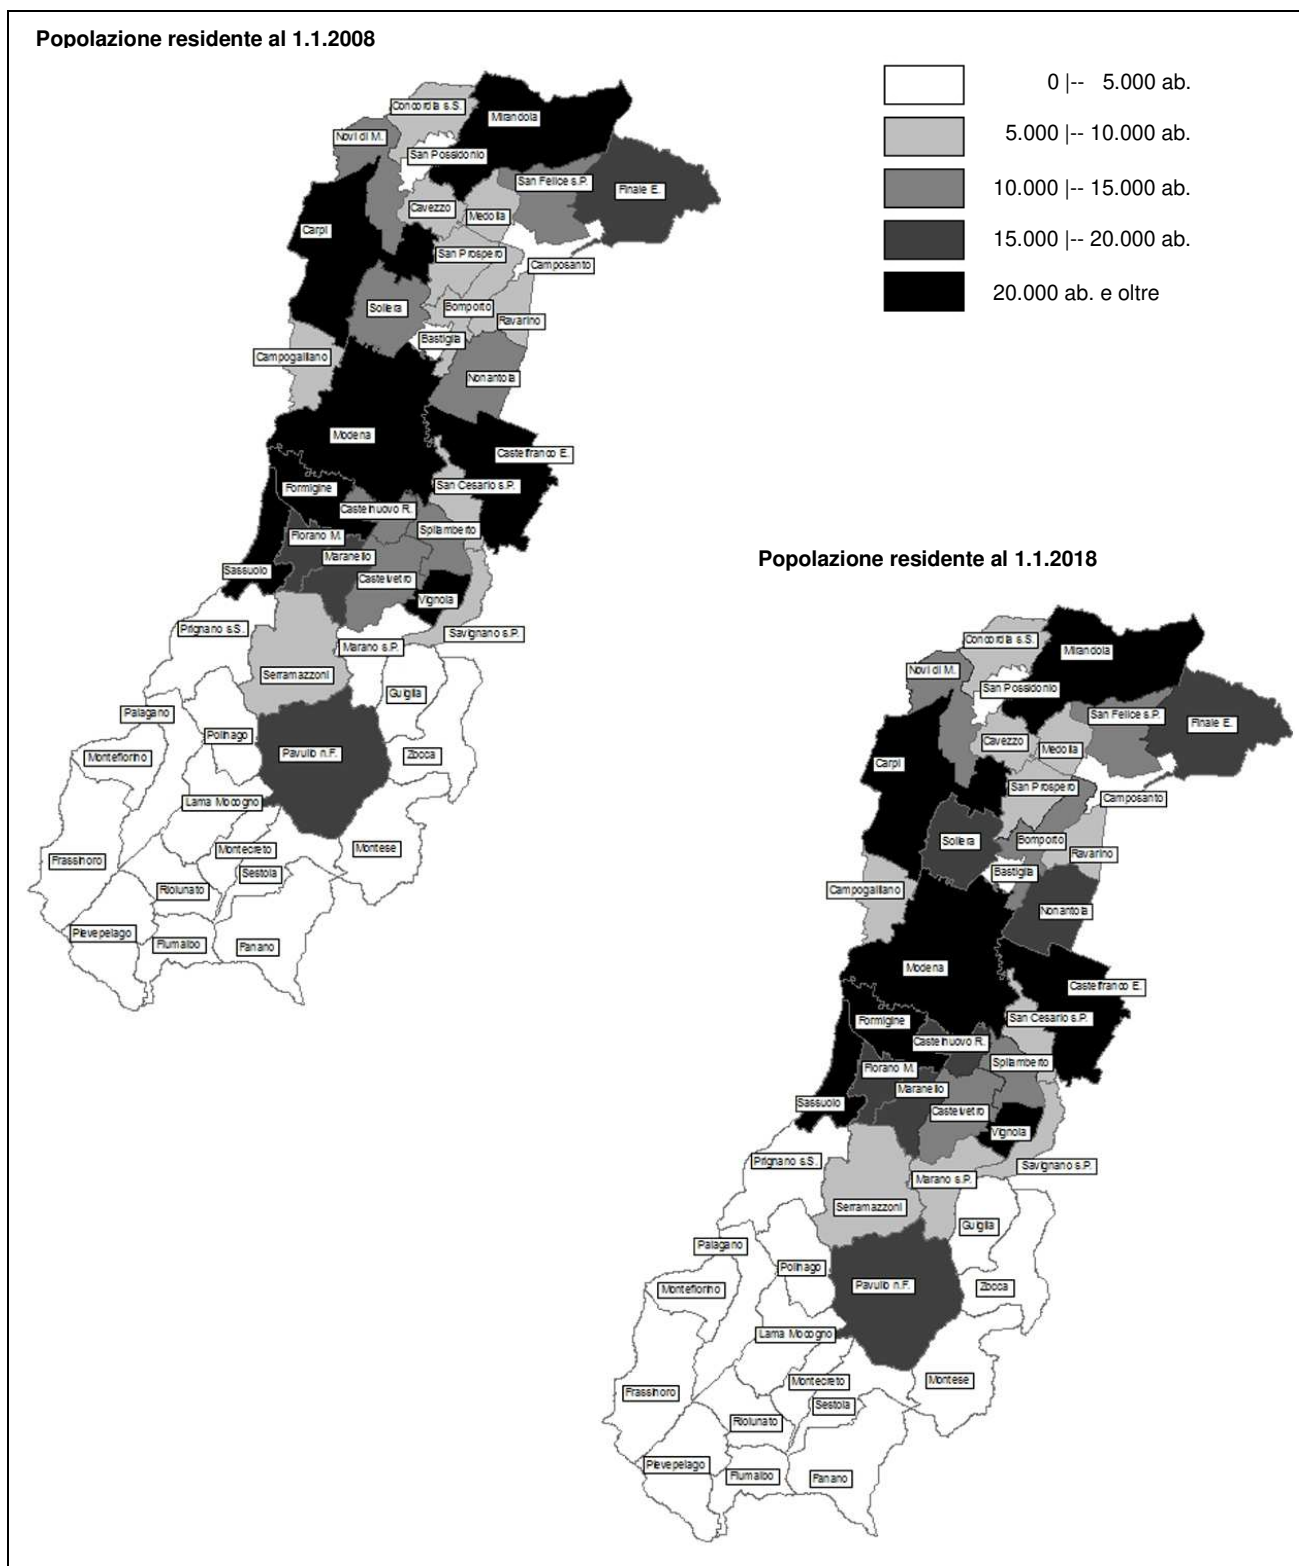 Popolazione residente al 1.1.2008
0 |-- 5.000 ab.
5.000 |-- 10.000 ab.
10.000 |-- 15.000 ab.
15.000 |-- 20.000 ab.
20.000 ab. e oltre
Concordia s.S.
Mirandola
Novi di M.
San Possidonio
San Felice s.P.
Finale E.
Cavezzo
Medolla
Carpi
San Prospero
Camposanto
Soliera
Bomporto
Ravarino
Bastiglia
Campogalliano
Nonantola
Modena
Castelfranco E.
San Cesario s.P.
Formigine
Castelnuovo R.
Spilamberto
Fiorano M.
Maranello
Sassuolo
Castelvetro
Vignola
Prignano s.S.
Savignano s.P.
Marano s.P.
Serramazzoni
Guiglia
Palagano
Polinago
Montefiorino
Pavullo n.F.
Zocca
Lama Mocogno
Montecreto
Montese
Frassinoro
Sestola
Riolunato
Pievepelago
Fiumalbo
Fanano
Popolazione residente al 1.1.2018
Concordia s.S.
Mirandola
Novi di M.
San Possidonio
San Felice s.P.
Finale E.
Cavezzo
Medolla
Carpi
San Prospero
Camposanto
Soliera
Bomporto
Ravarino
Bastiglia
Campogalliano
Nonantola
Modena
Castelfranco E.
San Cesario s.P.
Formigine
Castelnuovo R.
Spilamberto
Fiorano M.
Maranello
Sassuolo
Castelvetro
Vignola
Prignano s.S.
Savignano s.P.
Marano s.P.
Serramazzoni
Guiglia
Palagano
Polinago
Montefiorino
Pavullo n.F.
Zocca
Lama Mocogno
Montecreto
Montese
Frassinoro
Sestola
Riolunato
Pievepelago
Fiumalbo
Fanano